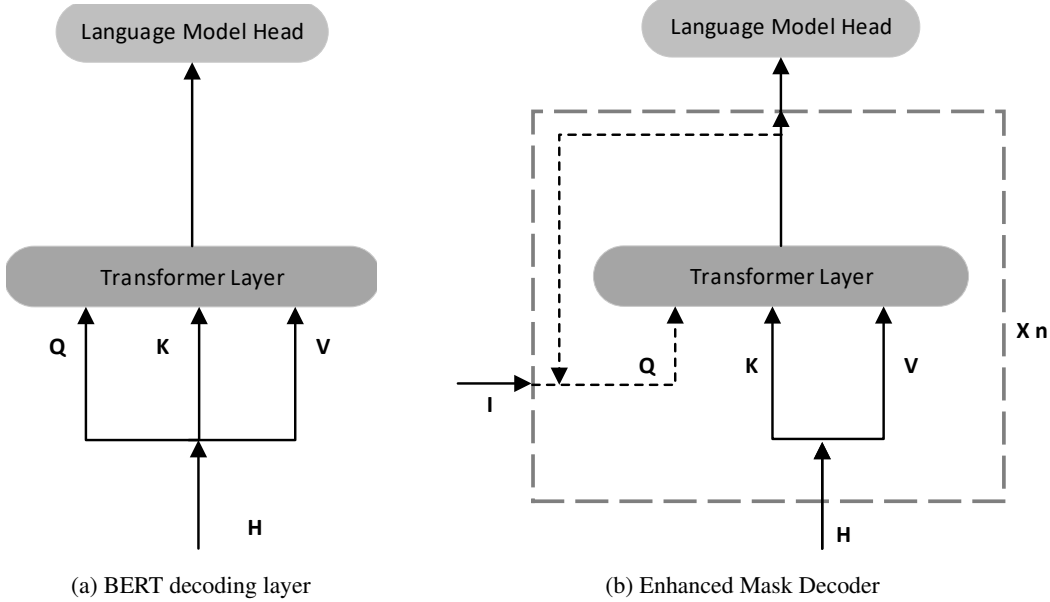 Language Model Head
Transformer Layer
Q
K
V
H
(a) BERT decoding layer
Language Model Head
Transformer Layer
Q
K
V
X n
I
H
(b) Enhanced Mask Decoder